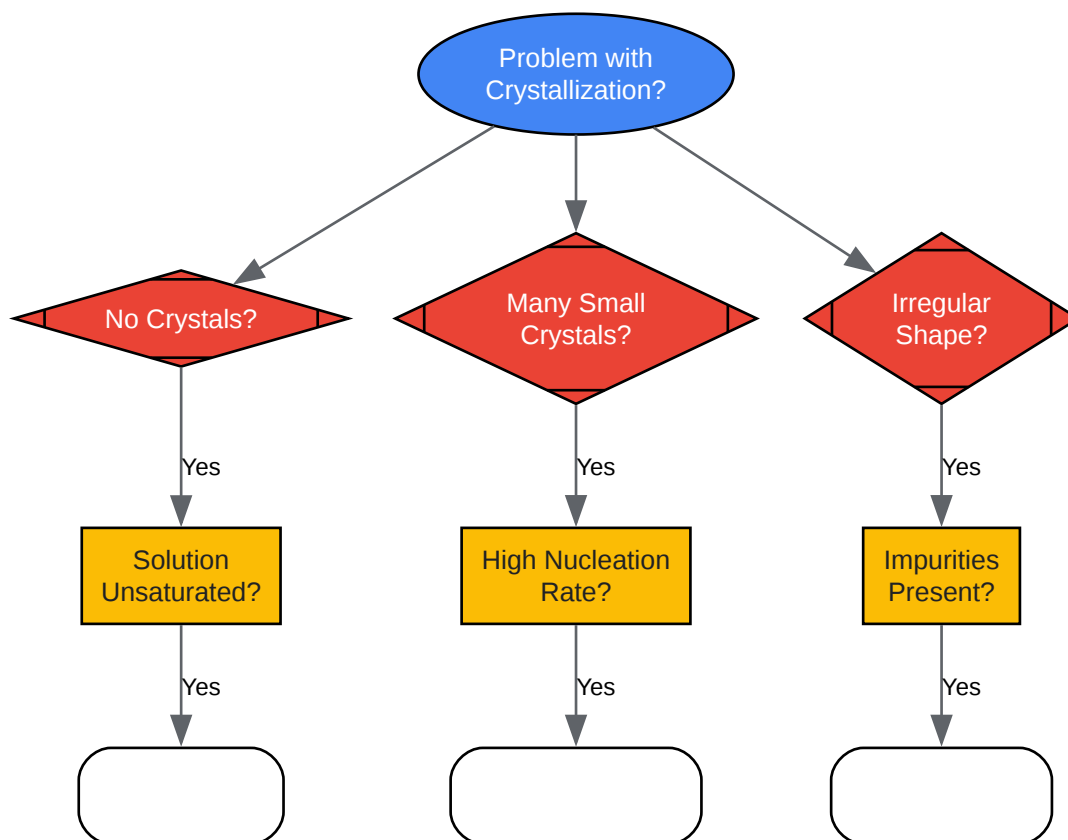 Problem with
Crystallization?
No Crystals?
Many Small
Crystals?
Irregular
Shape?
Yes
Yes
Yes
Solution
Unsaturated?
High Nucleation
Rate?
Impurities
Present?
Yes
Yes
Yes